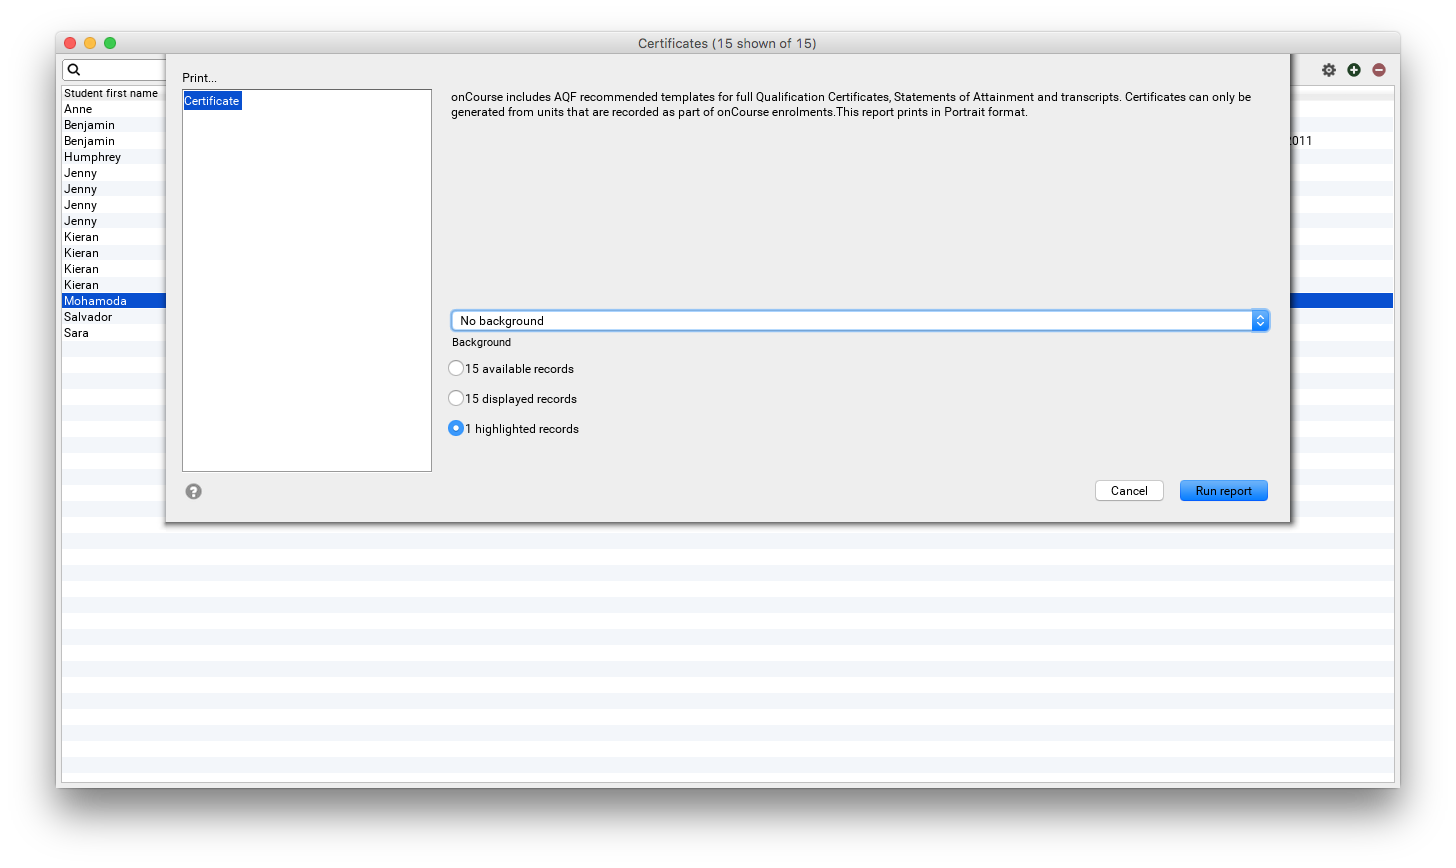 Certificates (15 shown of 15)
Print...
Student first name
Certificate
onCourse includes AQF recommended templates for full Qualification Certificates, Statements of Attainment and transcripts. Certificates can only be
generated from units that are recorded as part of onCourse enrolments.This report prints in Portrait format.
Anne
Benjamin
Benjamin
2011
Humphrey
Jenny
Jenny
Jenny
Jenny
Kieran
Kieran
Kieran
Kieran
Mohamoda
Salvador
Sara
No background
Background
15 available records
15 displayed records
1 highlighted records
?
Cancel
Run report